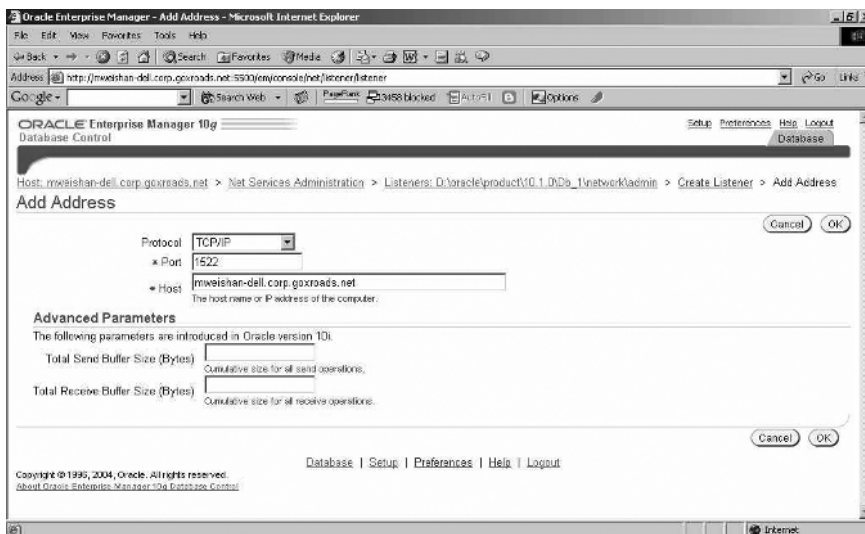 Oracle Enterprise Manager - Add Address - Microsoft Internet Explorer
File Edit View Favorites Tools Help
Back Search Favorites Media
Address http://mweishan-dell.corp.goxroads.net:5500/em/console/net/listener/listener Go Links
Google Search Web PageRank 3458 blocked AutoFill Options
ORACLE Enterprise Manager 10g
Database Control
Setup Preferences Help Logout
Database
Host: mweishan-dell.corp.goxroads.net > Net Services Administration > Listeners: D:\oracle\product\10.1.0\Db_1\network\admin > Create Listener > Add Address
Add Address
Cancel OK
Protocol TCP/IP
* Port 1522
* Host mweishan-dell.corp.goxroads.net
The host name or IP address of the computer.
Advanced Parameters
The following parameters are introduced in Oracle version 10i.
Total Send Buffer Size (Bytes)
Cumulative size for all send operations.
Total Receive Buffer Size (Bytes)
Cumulative size for all receive operations.
Cancel OK
Database | Setup | Preferences | Help | Logout
Copyright © 1996, 2004, Oracle. All rights reserved.
About Oracle Enterprise Manager 10g Database Control
Internet